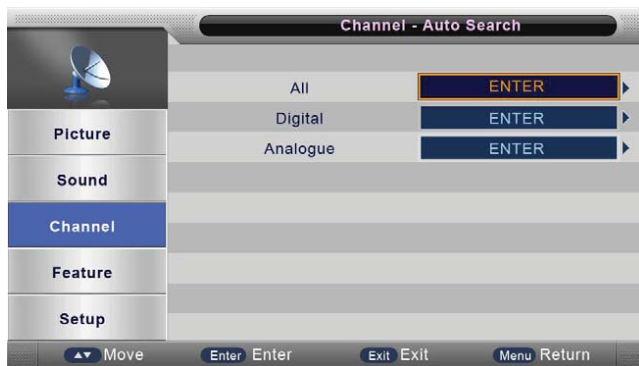 Channel - Auto Search
All ENTER
Digital ENTER
Analogue ENTER
Picture
Sound
Channel
Feature
Setup
Move Enter Enter Exit Exit Menu Return